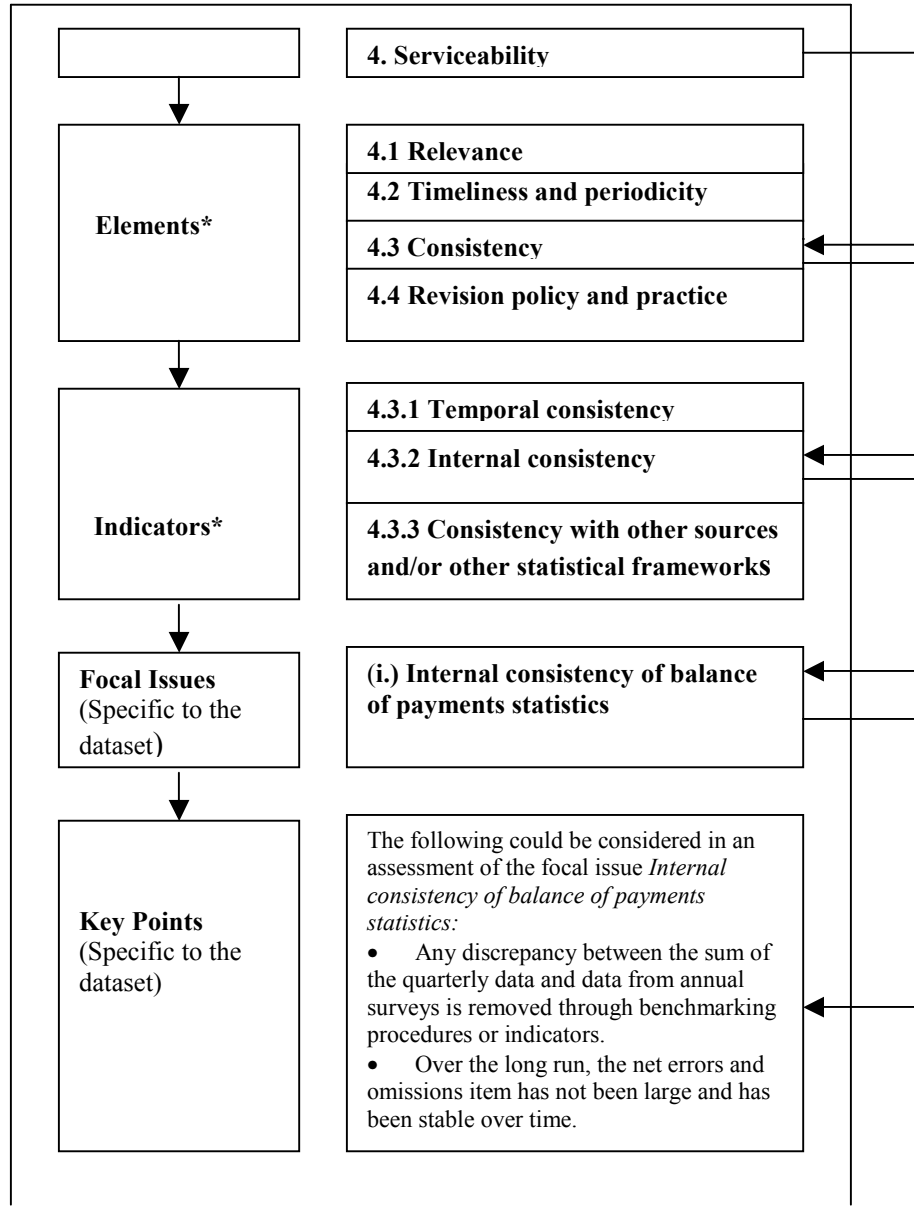 4. Serviceability
Elements*
4.1 Relevance
4.2 Timeliness and periodicity
4.3 Consistency
4.4 Revision policy and practice
Indicators*
4.3.1 Temporal consistency
4.3.2 Internal consistency
4.3.3 Consistency with other sources
and/or other statistical frameworks
Focal Issues
(Specific to the
dataset)
(i.) Internal consistency of balance
of payments statistics
Key Points
(Specific to the
dataset)
The following could be considered in an
assessment of the focal issue Internal
consistency of balance of payments
statistics:
• Any discrepancy between the sum of
the quarterly data and data from annual
surveys is removed through benchmarking
procedures or indicators.
• Over the long run, the net errors and
omissions item has not been large and has
been stable over time.